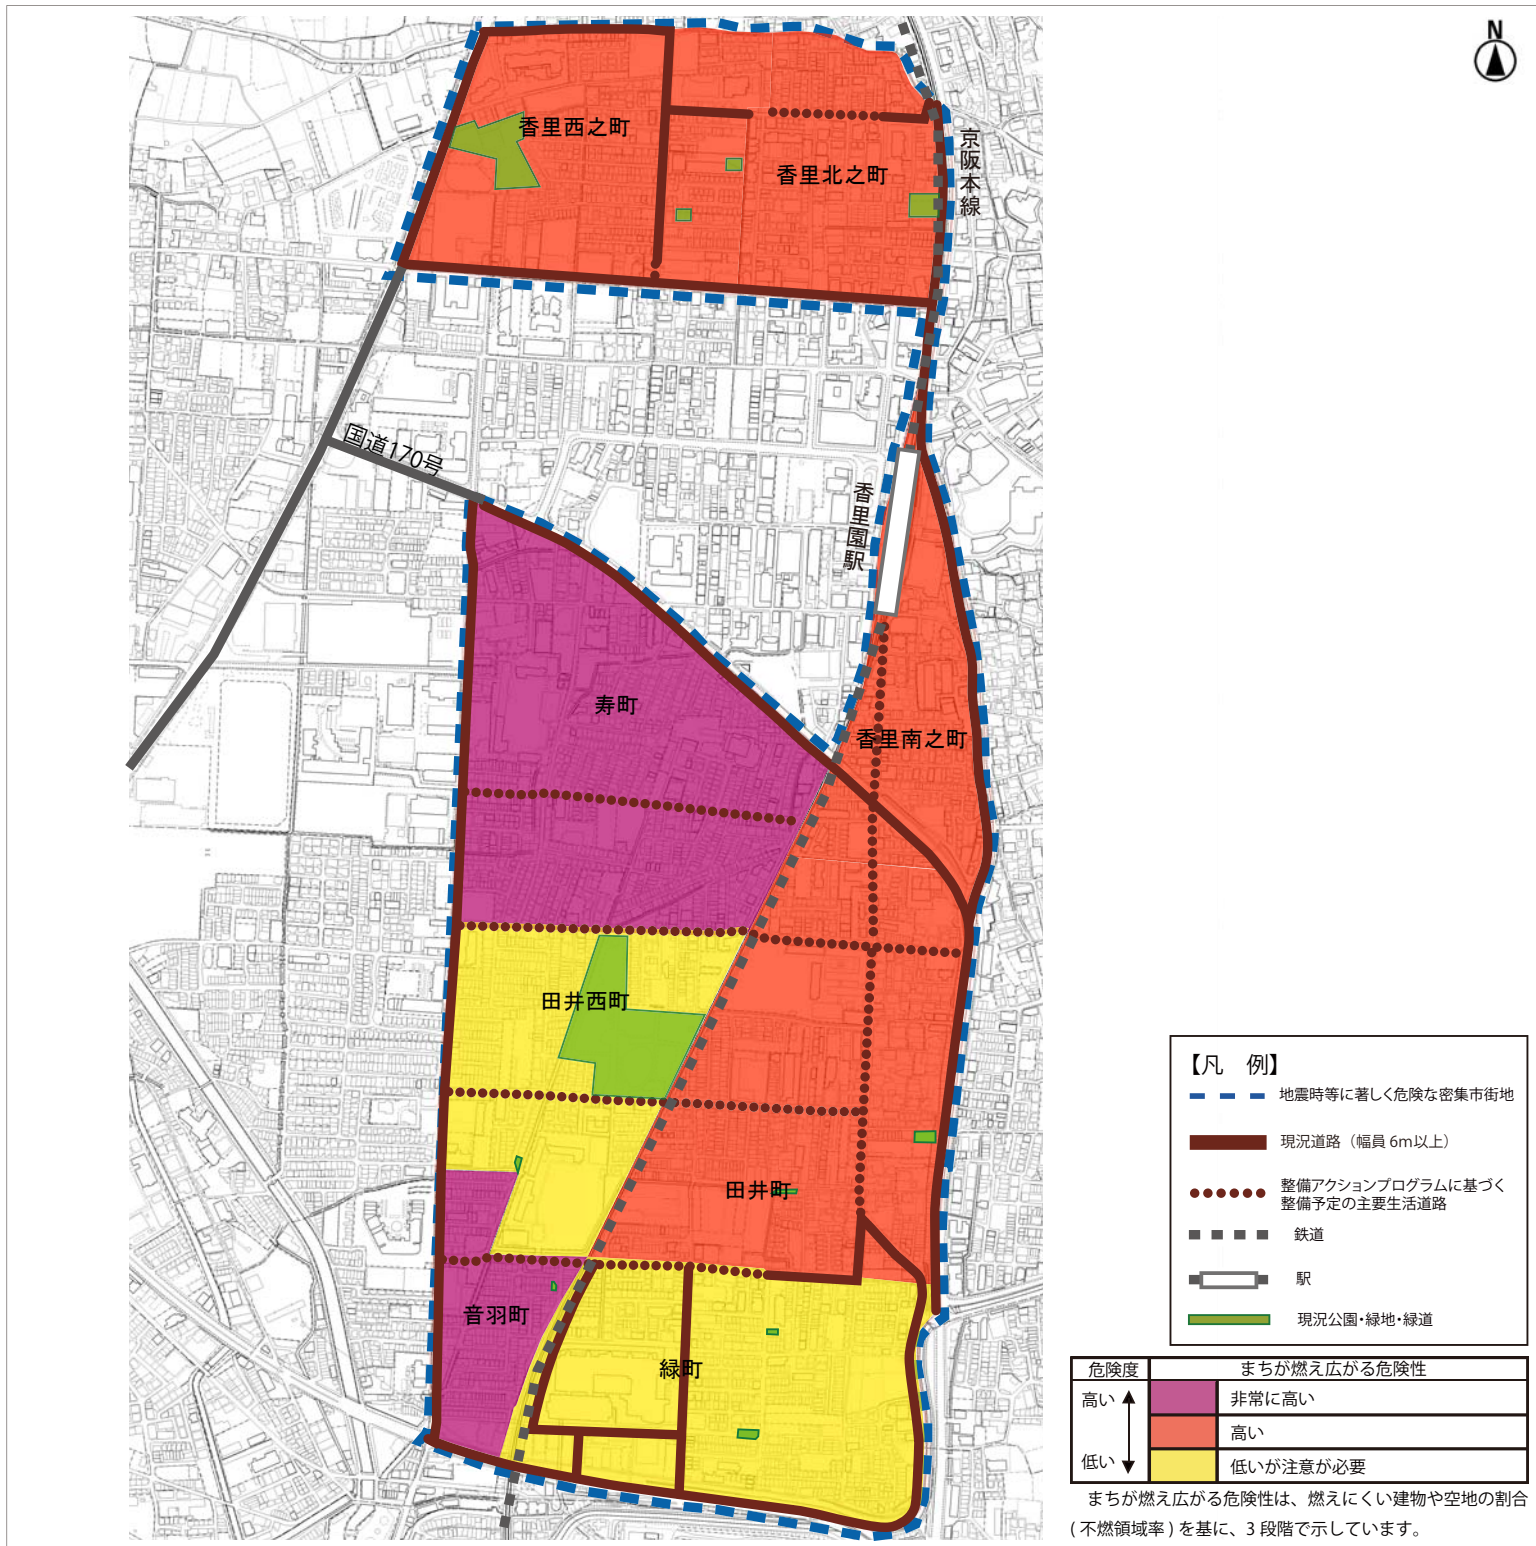 N
香里西之町
香里北之町
京阪本線
国道170号
香里園駅
寿町
香里南之町
田井西町
田井町
音羽町
緑町
【凡　例】
地震時等に著しく危険な密集市街地
現況道路（幅員 6m以上）
整備アクションプログラムに基づく
整備予定の主要生活道路
鉄道
駅
現況公園・緑地・緑道
危険度　まちが燃え広がる危険性
高い　非常に高い
高い
低い　低いが注意が必要
まちが燃え広がる危険性は、燃えにくい建物や空地の割合
( 不燃領域率 ) を基に、3 段階で示しています。